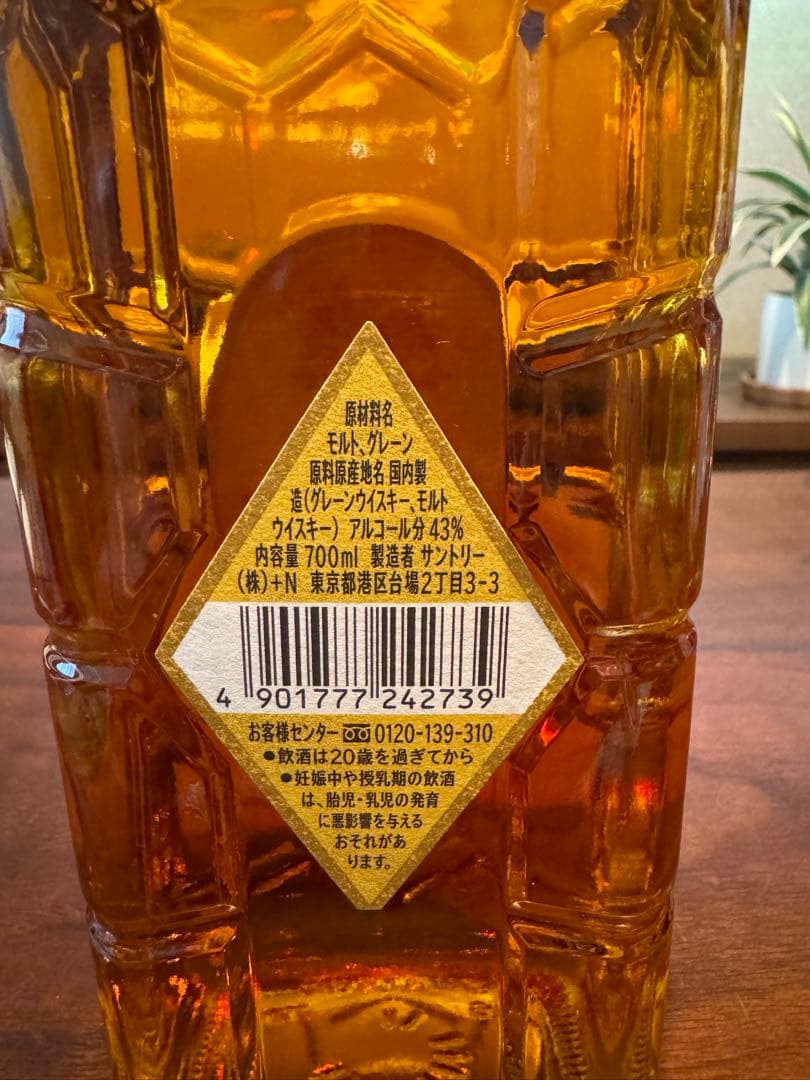 原材料名
モルト、グレーン
原料原産地名 国内製
造(グレーンウイスキー、モルト
ウイスキー) アルコール分43%
内容量 700ml 製造者 サントリー
(株)+N 東京都港区台場2丁目3-3
4 901777 242739
お客様センター 0120-139-310
●飲酒は20歳を過ぎてから
●妊娠中や授乳期の飲酒
は、胎児・乳児の発育
に悪影響を与える
おそれがあ
ります。